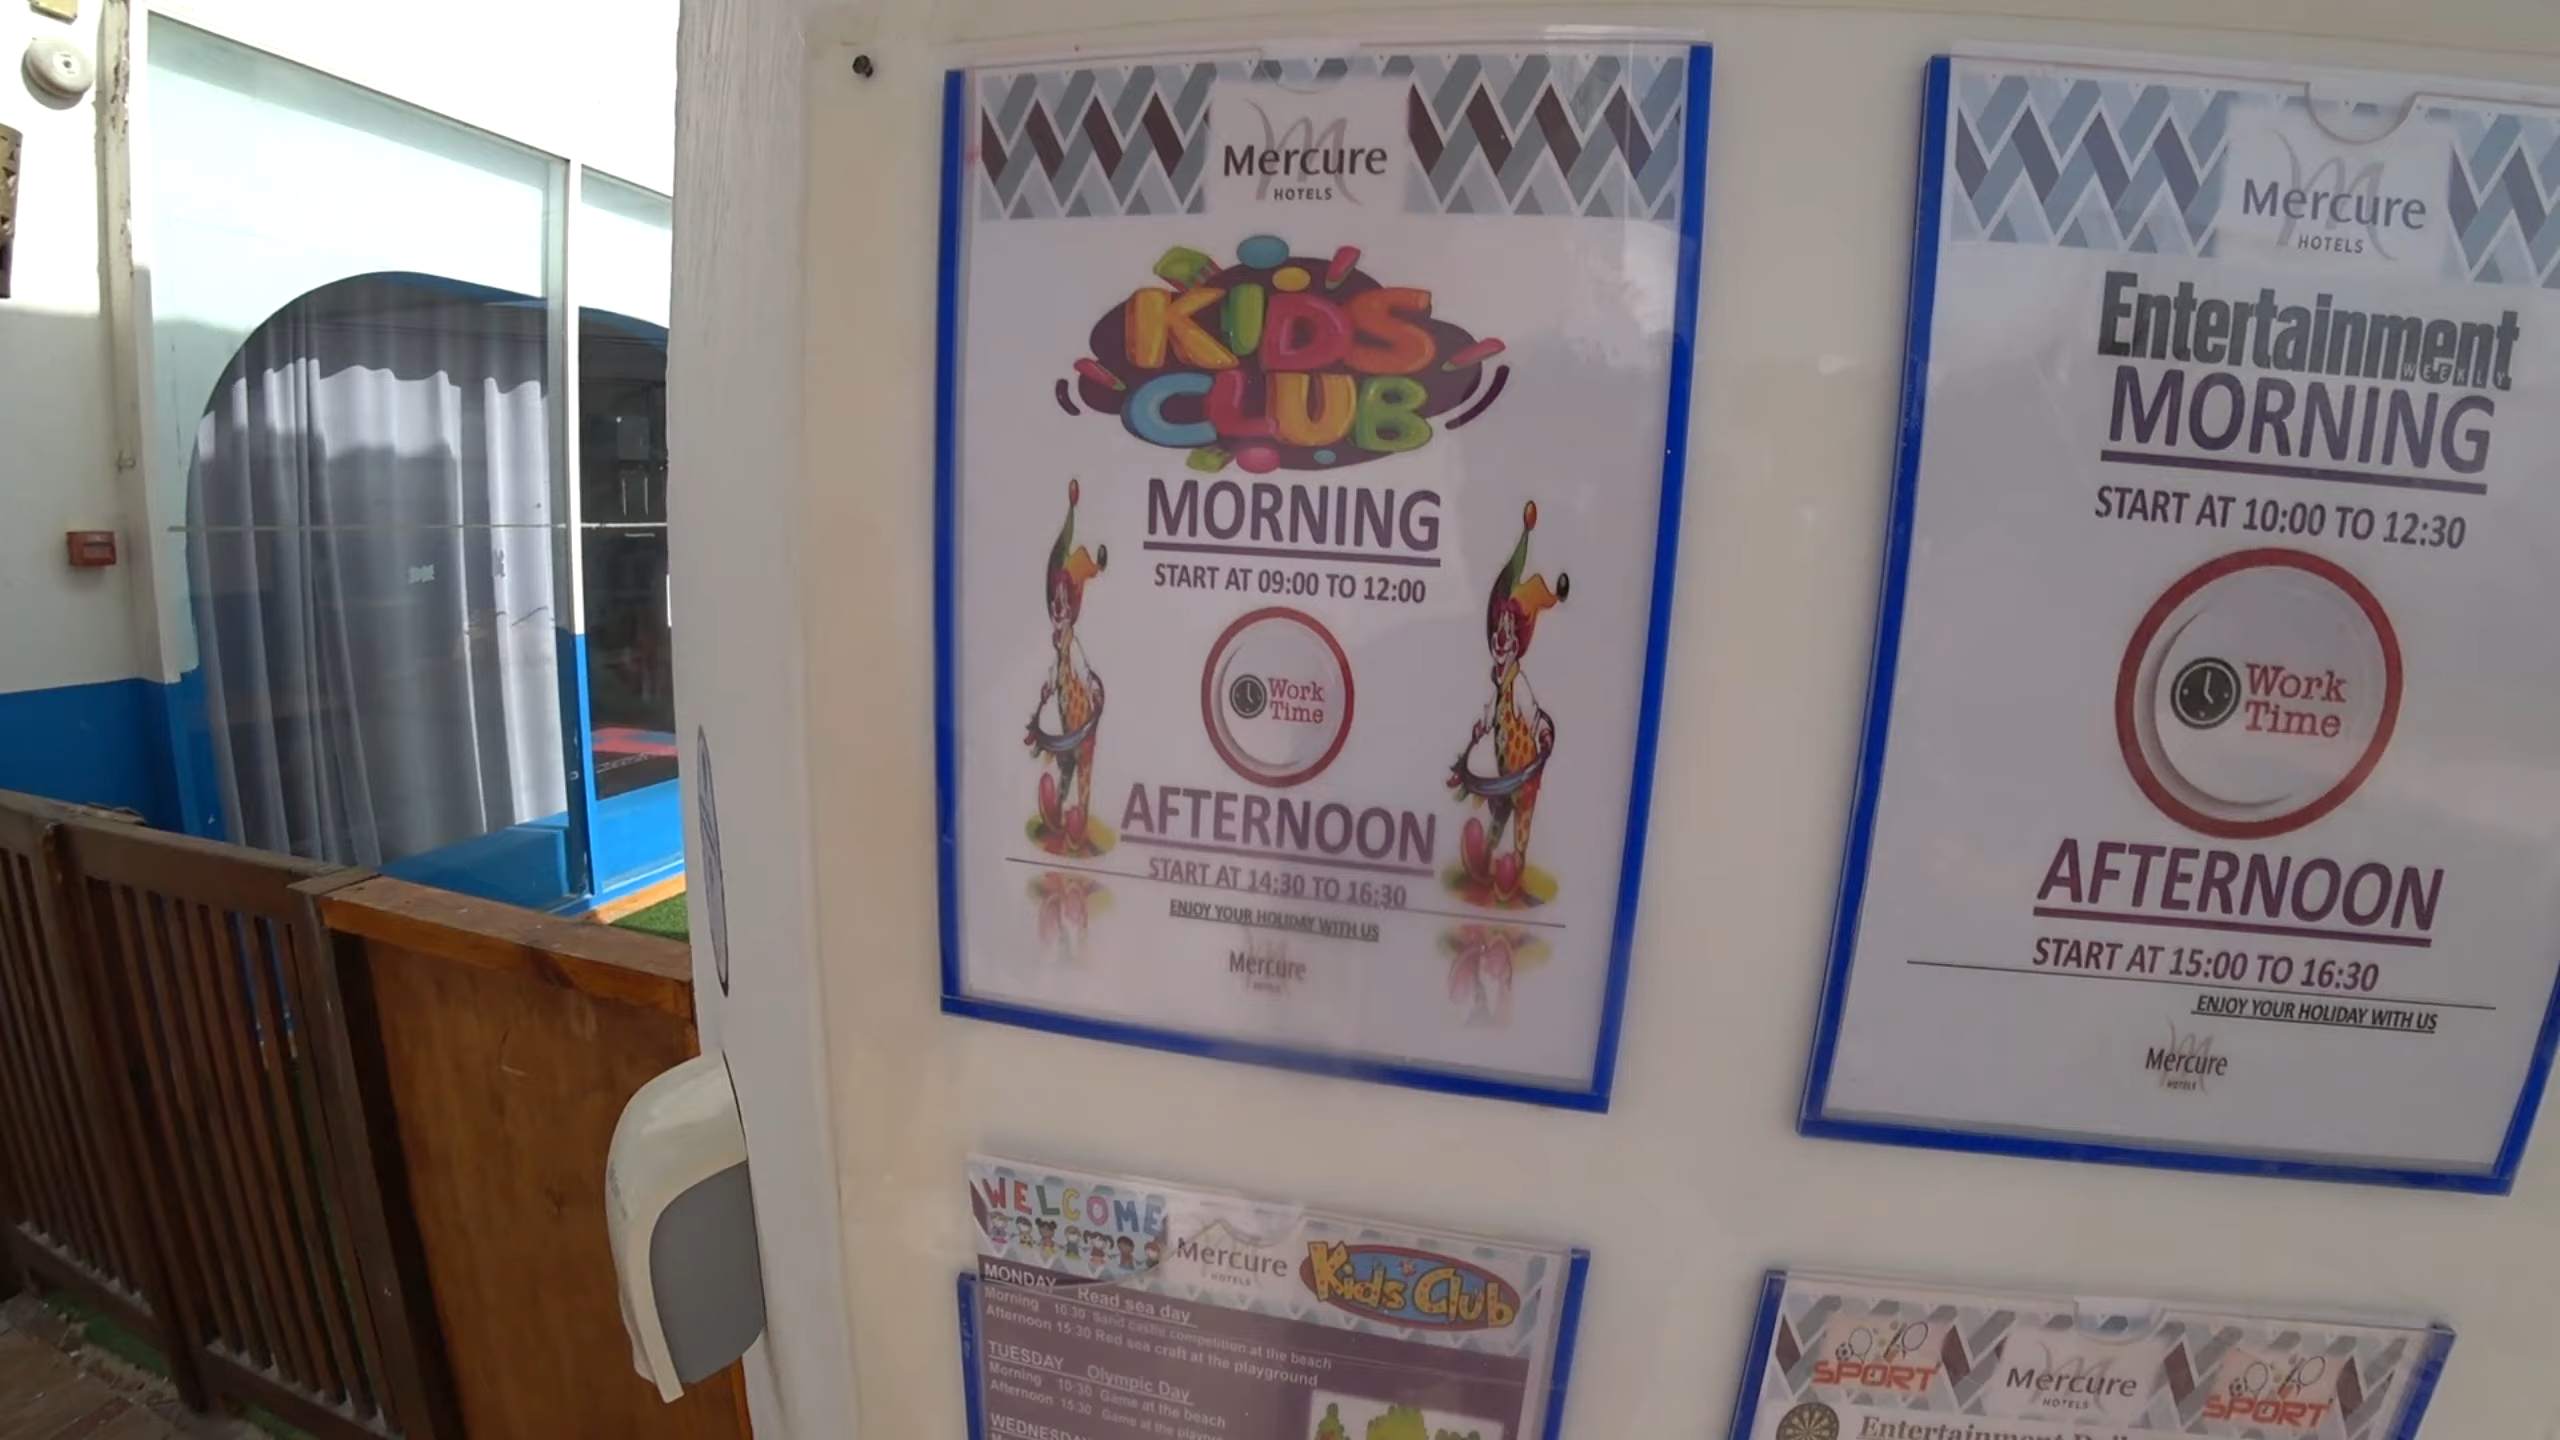 Mercure
HOTELS
KIDS
CLUB
MORNING
START AT 09:00 TO 12:00
Work
Time
AFTERNOON
START AT 14:30 TO 16:30
ENJOY YOUR HOLIDAY WITH US
Mercure
HOTELS
Mercure
HOTELS
Entertainment
WEEKLY
MORNING
START AT 10:00 TO 12:30
Work
Time
AFTERNOON
START AT 15:00 TO 16:30
ENJOY YOUR HOLIDAY WITH US
Mercure
HOTELS
WELCOME
Mercure
HOTELS
Kid's Club
MONDAY Read sea day
Morning 10:30 Sand castle competition at the beach
Afternoon 15:30 Red sea craft at the playground
TUESDAY Olympic Day
Morning 10:30 Game at the beach
Afternoon 15:30 Game at the
SPORT
Mercure
HOTELS
SPORT
Entertainment